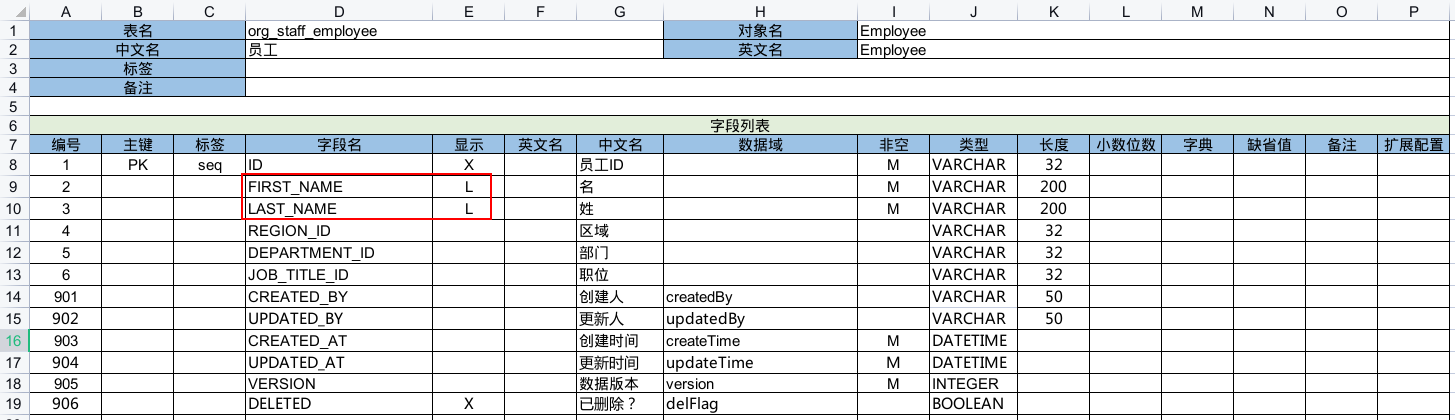 A B C D E F G H I J K L M N O P
1 表名 org_staff_employee 对象名 Employee
2 中文名 员工 英文名 Employee
3 标签
4 备注
5
6 字段列表
7 编号 主键 标签 字段名 显示 英文名 中文名 数据域 非空 类型 长度 小数位数 字典 缺省值 备注 扩展配置
8 1 PK seq ID X 员工ID M VARCHAR 32
9 2 FIRST_NAME L 名 M VARCHAR 200
10 3 LAST_NAME L 姓 M VARCHAR 200
11 4 REGION_ID 区域 VARCHAR 32
12 5 DEPARTMENT_ID 部门 VARCHAR 32
13 6 JOB_TITLE_ID 职位 VARCHAR 32
14 901 CREATED_BY 创建人 createdBy VARCHAR 50
15 902 UPDATED_BY 更新人 updatedBy VARCHAR 50
16 903 CREATED_AT 创建时间 createTime M DATETIME
17 904 UPDATED_AT 更新时间 updateTime M DATETIME
18 905 VERSION 数据版本 version M INTEGER
19 906 DELETED X 已删除？ delFlag BOOLEAN